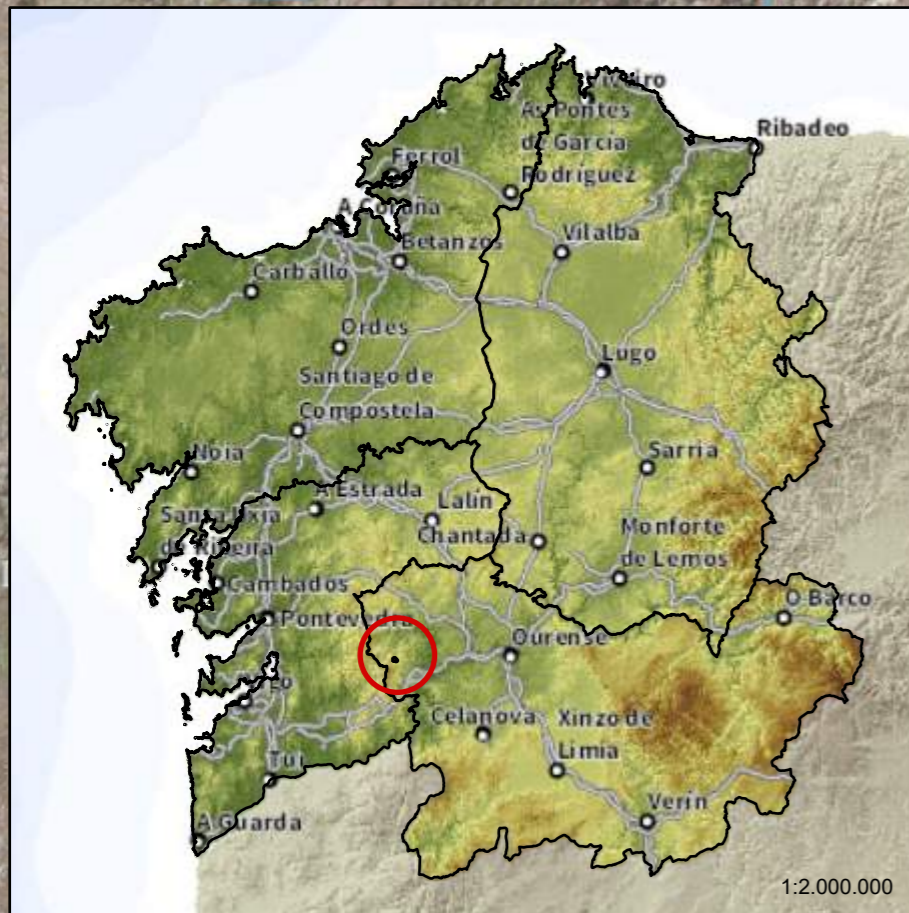 As Pontes
de García
Rodríguez
Ribadeo
Ferrol
A Coruña
Betanzos
Vilalba
Carballo
Ordes
Lugo
Santiago de
Compostela
Noia
Sarria
A Estrada
Lalín
Chantada
Monforte
de Lemos
Cambados
O Barco
Pontevedra
Ourense
Celanova
Xinzo de
Limia
Tui
Verín
A Guarda
1:2.000.000